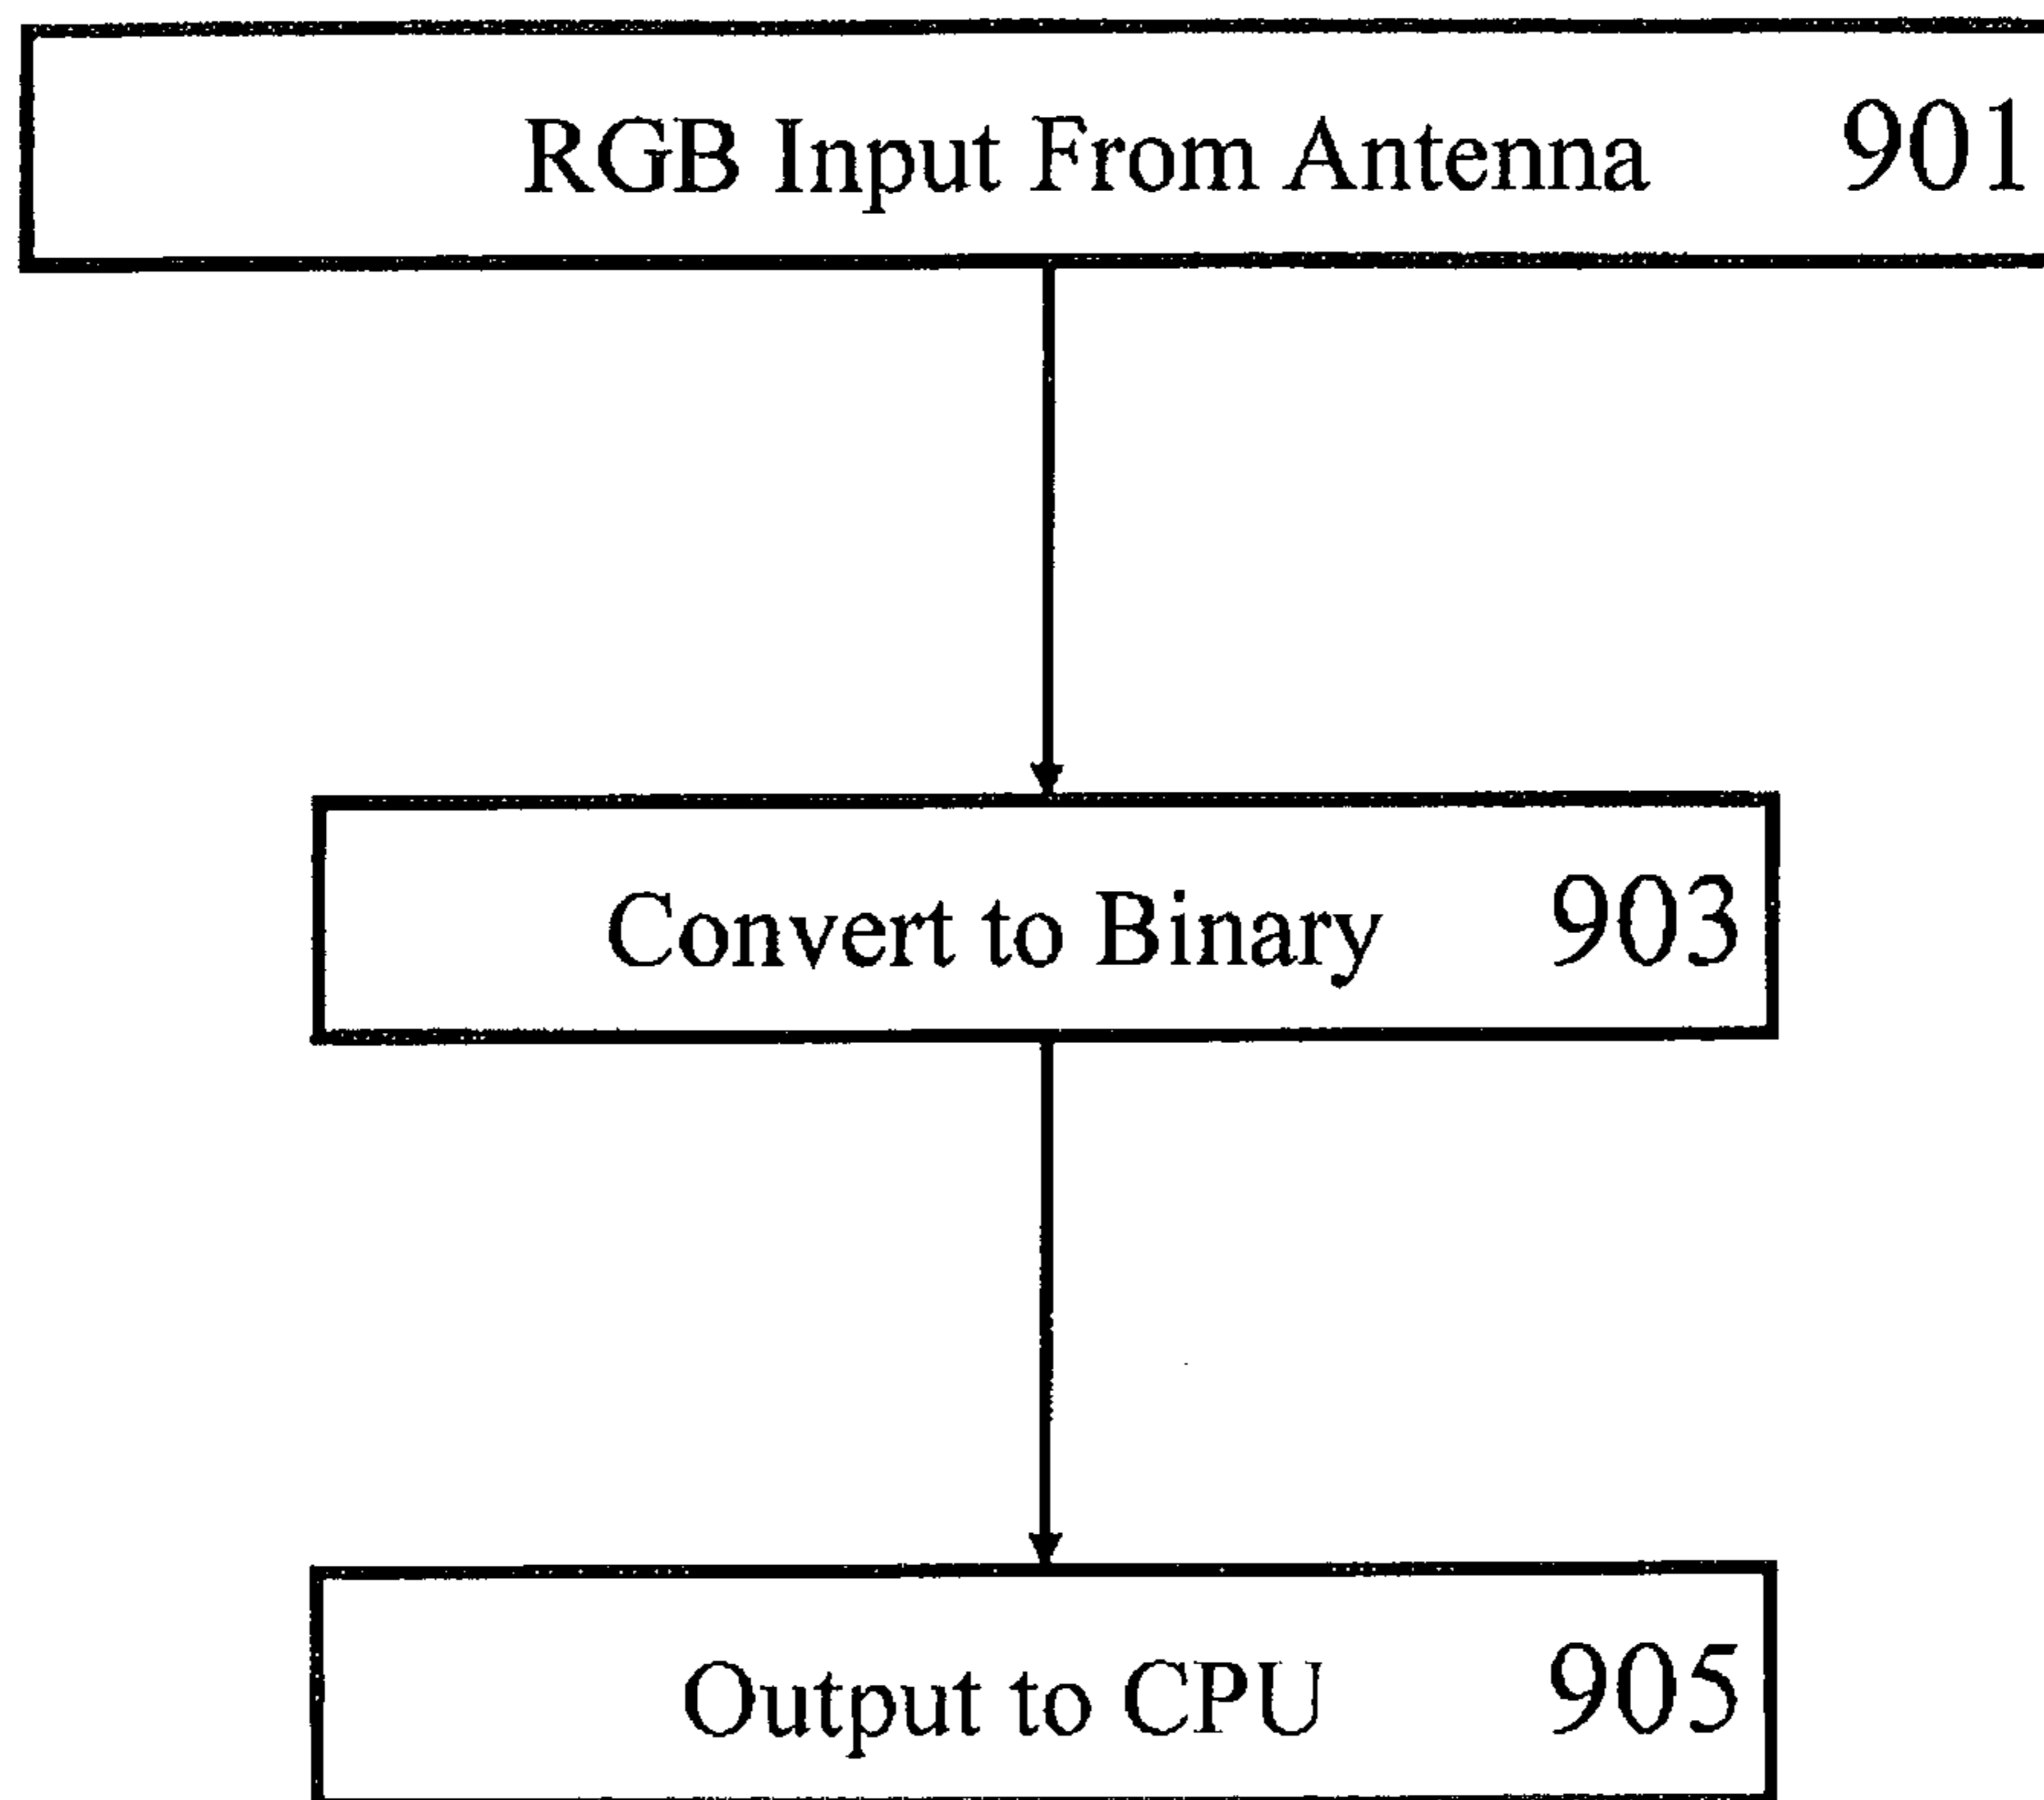 RGB Input From Antenna 901
Convert to Binary 903
Output to CPU 905